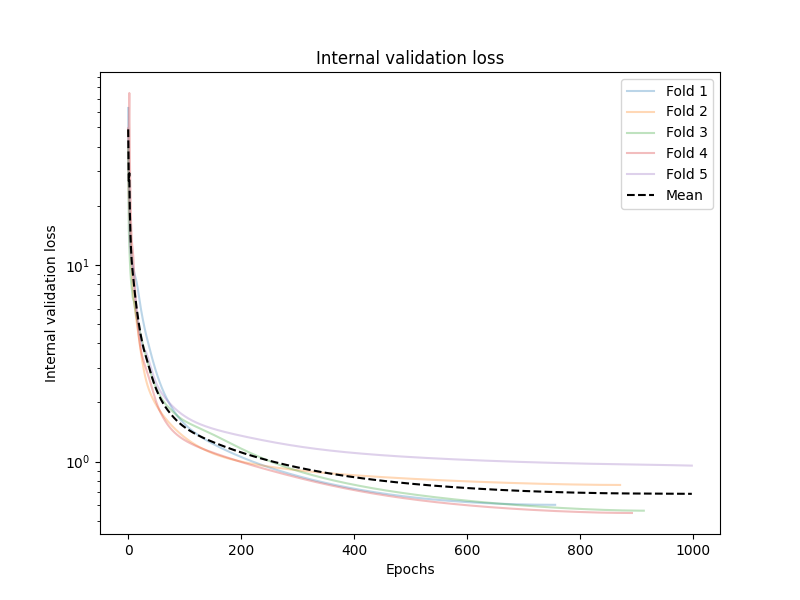 Internal validation loss
Fold 1
Fold 2
Fold 3
Fold 4
Fold 5
Mean
Internal validation loss
10¹
10⁰
0
200
400
600
800
1000
Epochs